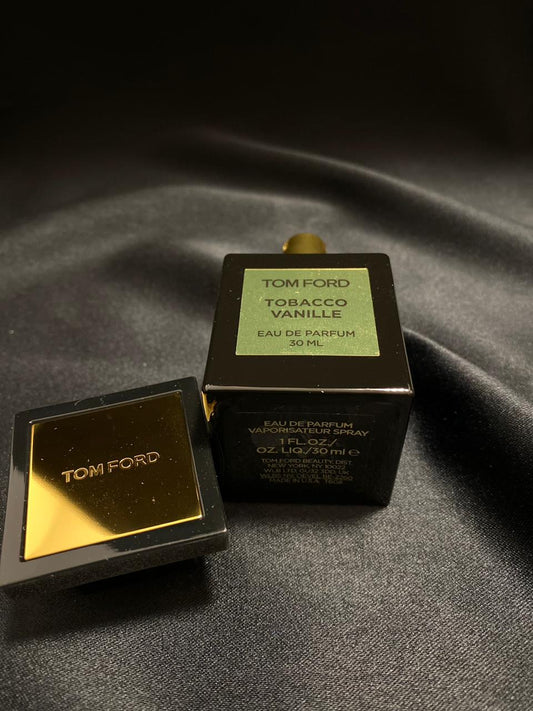 TOM FORD
TOBACCO
VANILLE
EAU DE PARFUM
30 ML
EAU DE PARFUM
VAPORISATEUR SPRAY
1 FL.OZ./
OZ. LIQ./30 ml e
TOM FORD BEAUTY, DIST.
NEW YORK, NY. 10022
MADE IN U.S.A.
TOM FORD